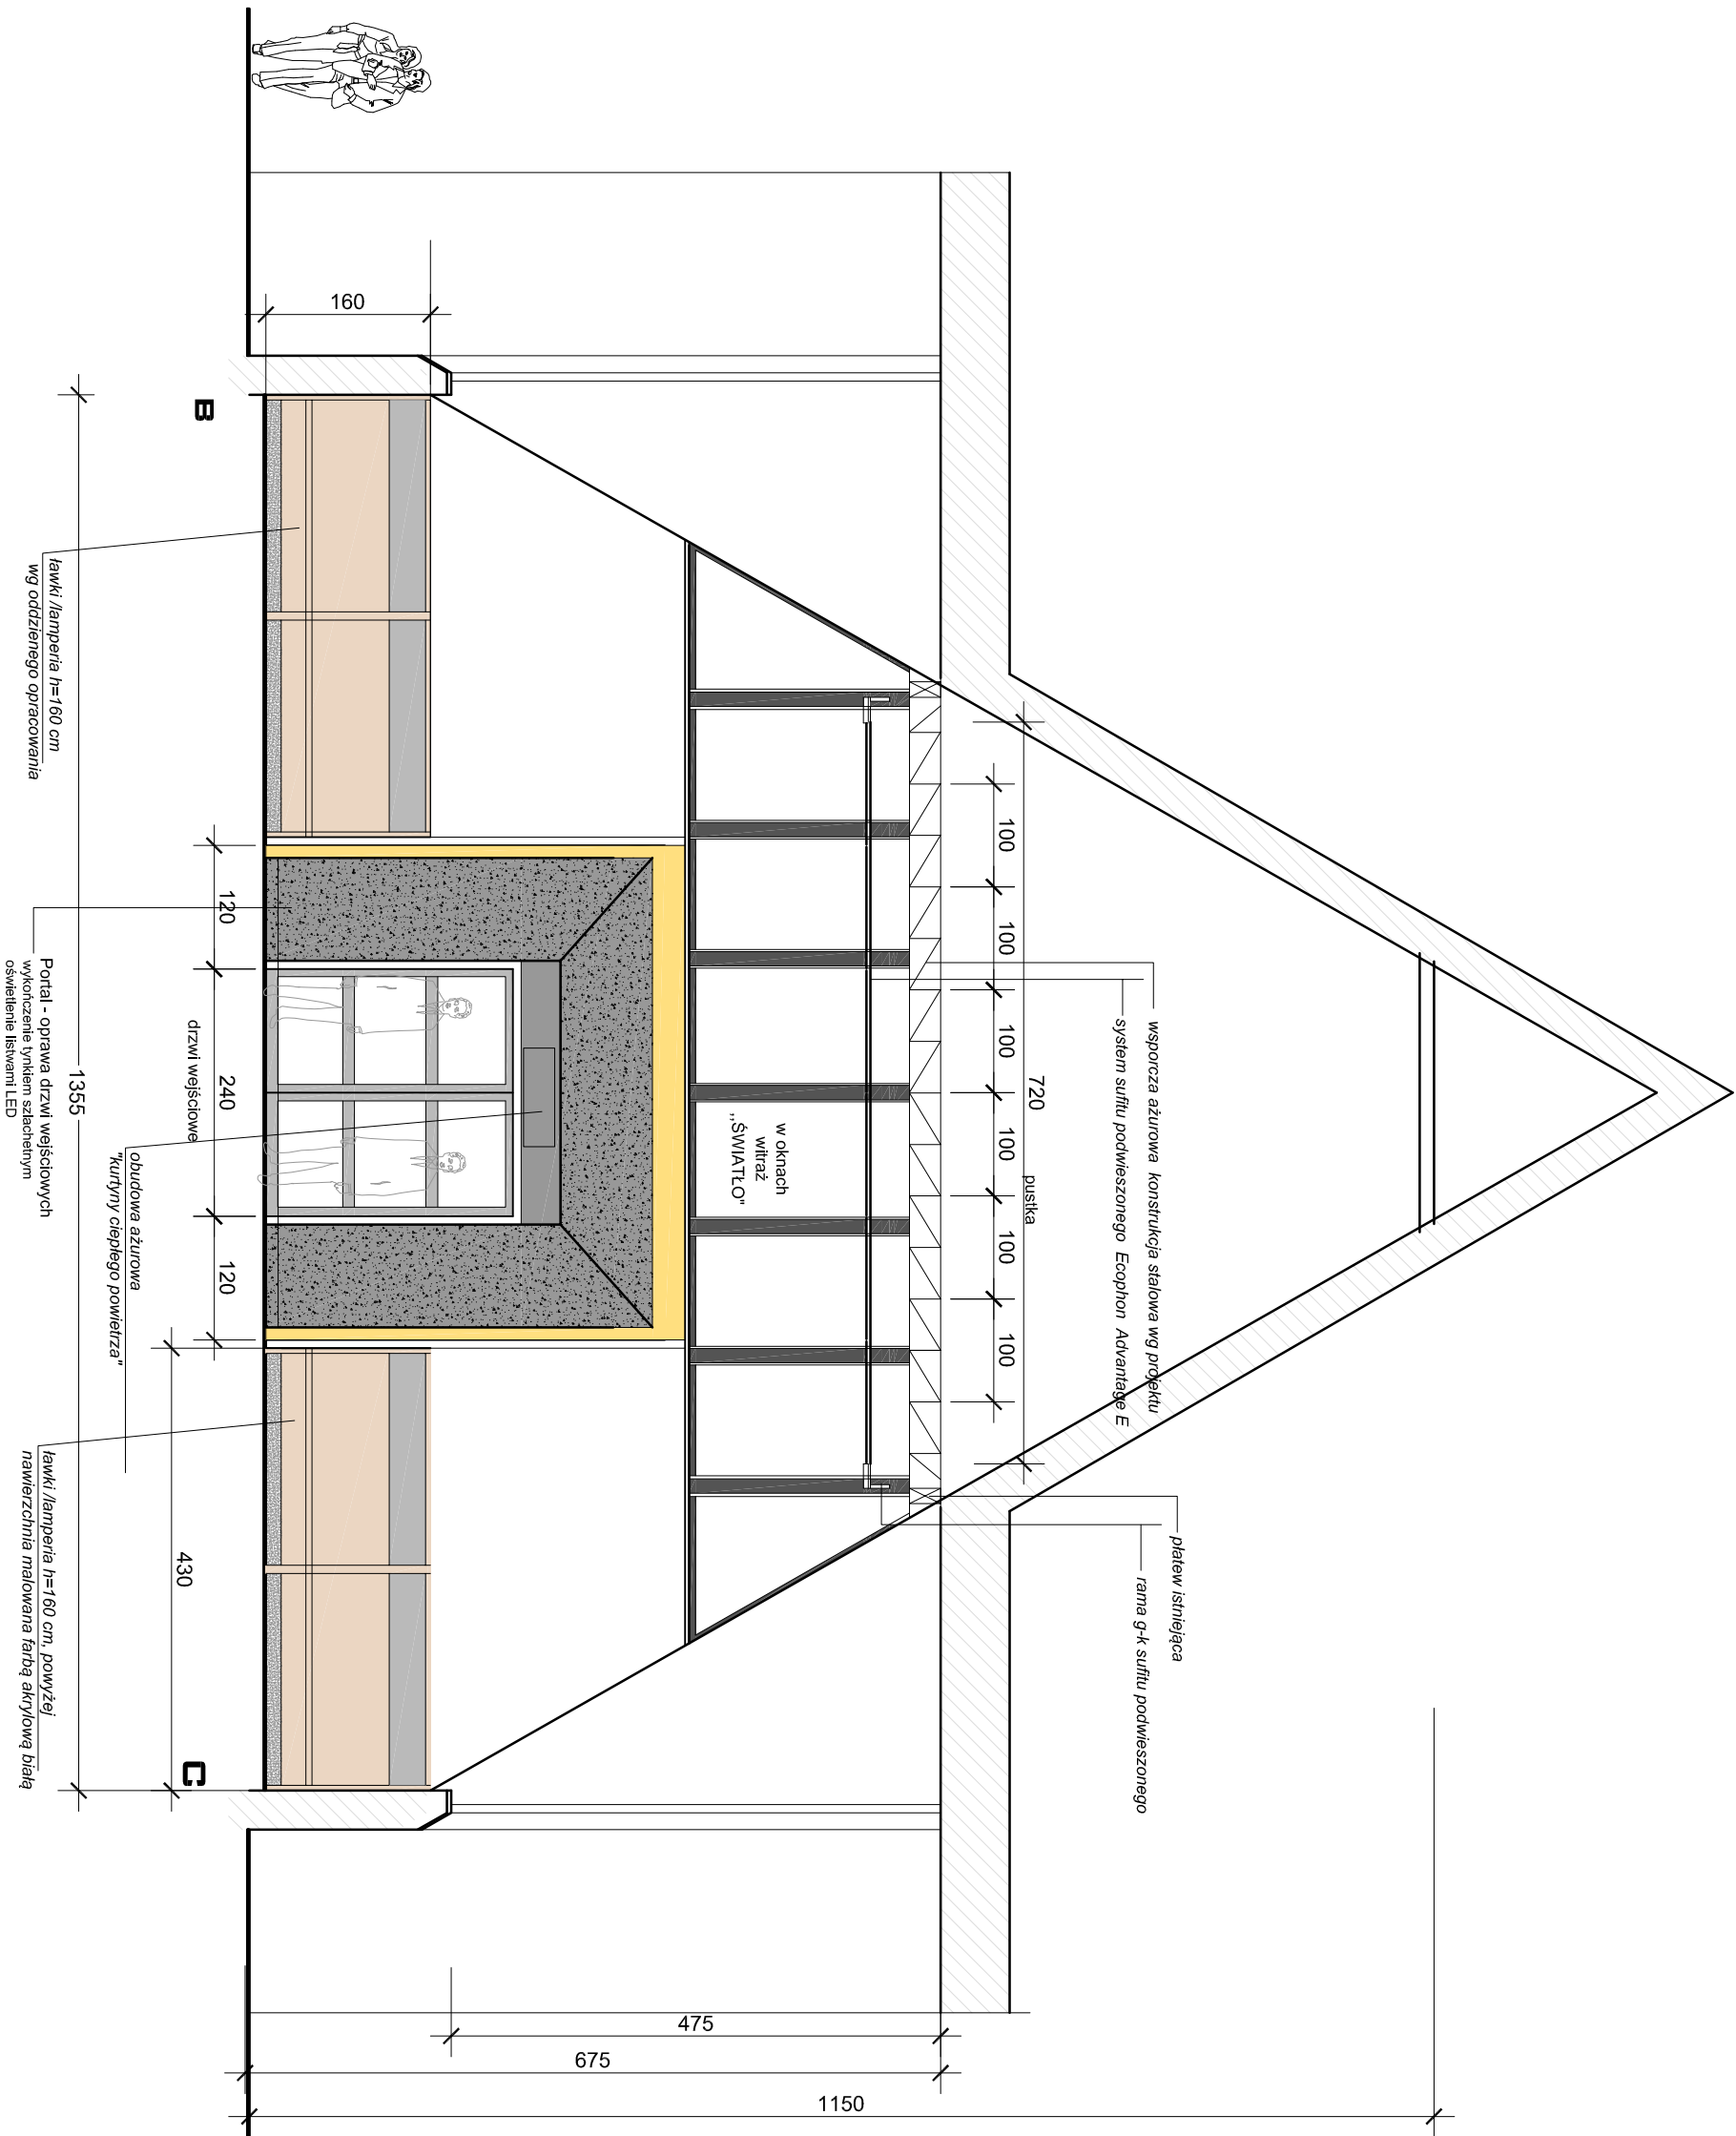 wsporcza ażurowa konstrukcja stalowa wg projektu
system sufitu podwieszonego Ecophon Advantage E
płatew istniejąca
rama g-k sufitu podwieszonego
720
pustka
100
100
100
100
100
100
w oknach
witraż
,,ŚWIATŁO"
160
475
675
1150
B
C
120
240
120
drzwi wejściowe
430
1355
ławki /lamperia h=160 cm
wg oddzienego opracowania
Portal - oprawa drzwi wejściowych
wykończenie tynkiem szlachetnym
oświetlenie listwami LED
obudowa ażurowa
"kurtyny ciepłego powietrza"
ławki /lamperia h=160 cm, powyżej
nawierzchnia malowana farbą akrylową białą